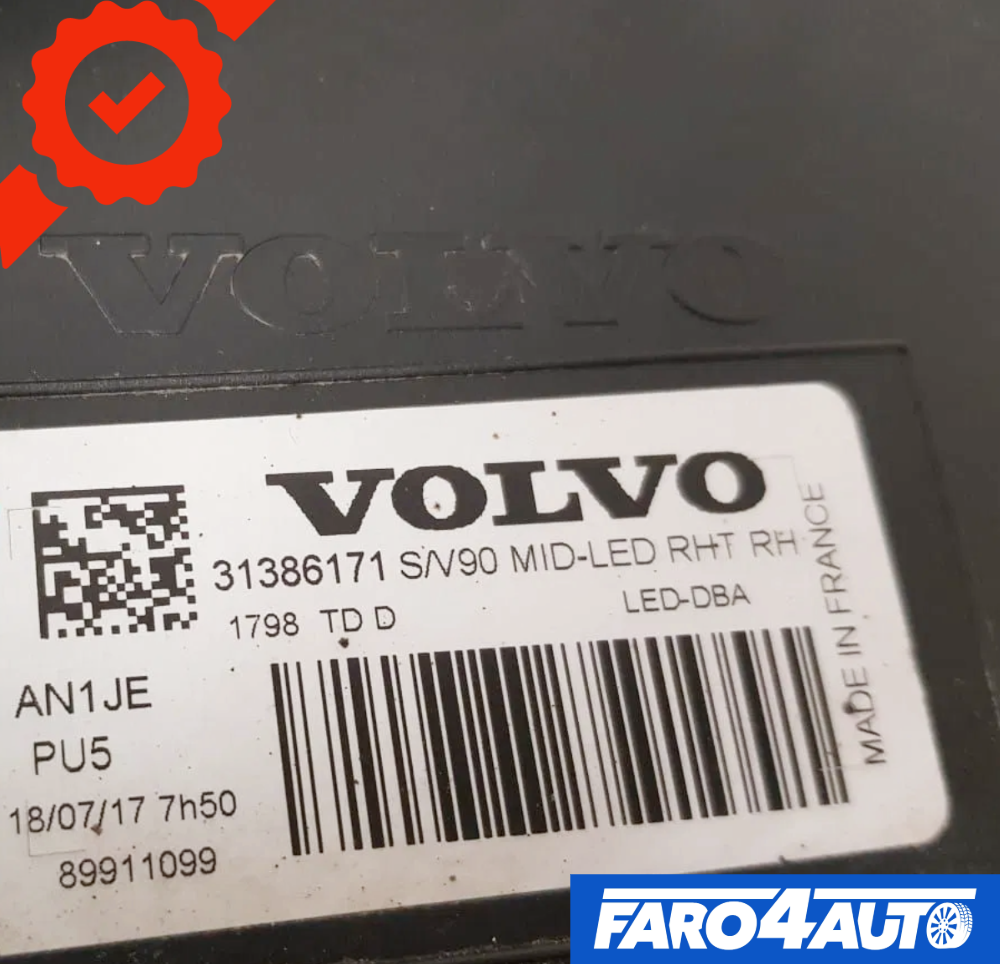 VOLVO
VOLVO
31386171 S/V90 MID-LED RHT RH
1798 TD D LED-DBA
AN1JE
PU5
18/07/17 7h50
89911099
MADE IN FRANCE
FARO4AUTO